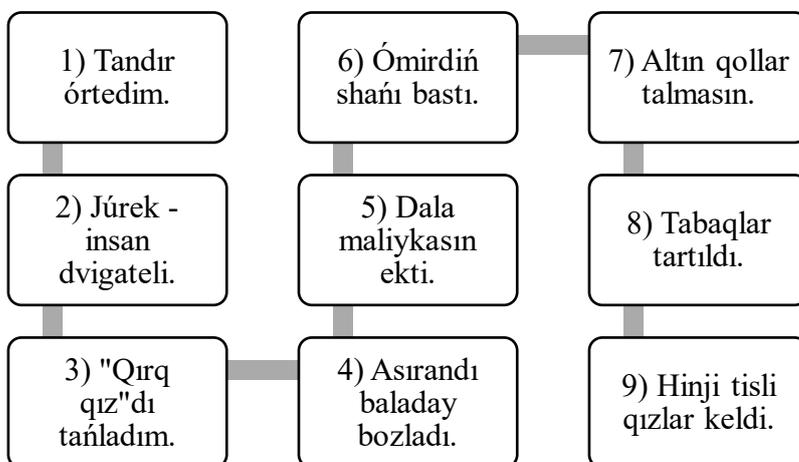 1) Tandır
órtedim.
2) Júrek -
insan
dvigateli.
3) "Qırq
qız"dı
tańladım.
4) Asırandı
baladay
bozladı.
5) Dala
maliykasın
ekti.
6) Ómirdiń
shańı bastı.
7) Altın qollar
talmasın.
8) Tabaqlar
tartıldı.
9) Hinji tisli
qızlar keldi.